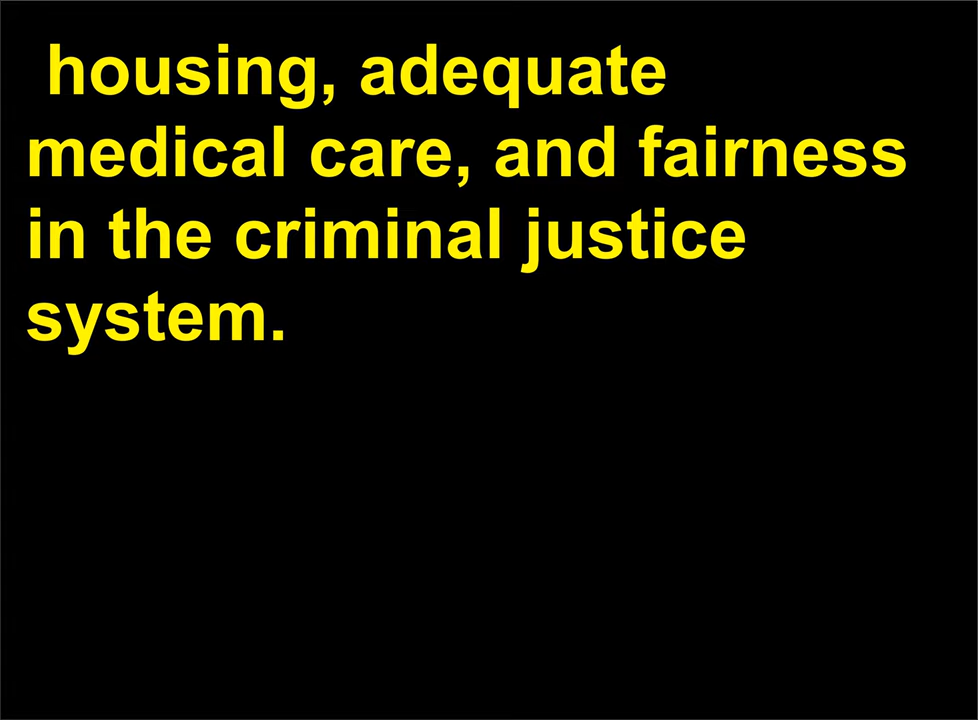 housing, adequate
medical care, and fairness
in the criminal justice
system.